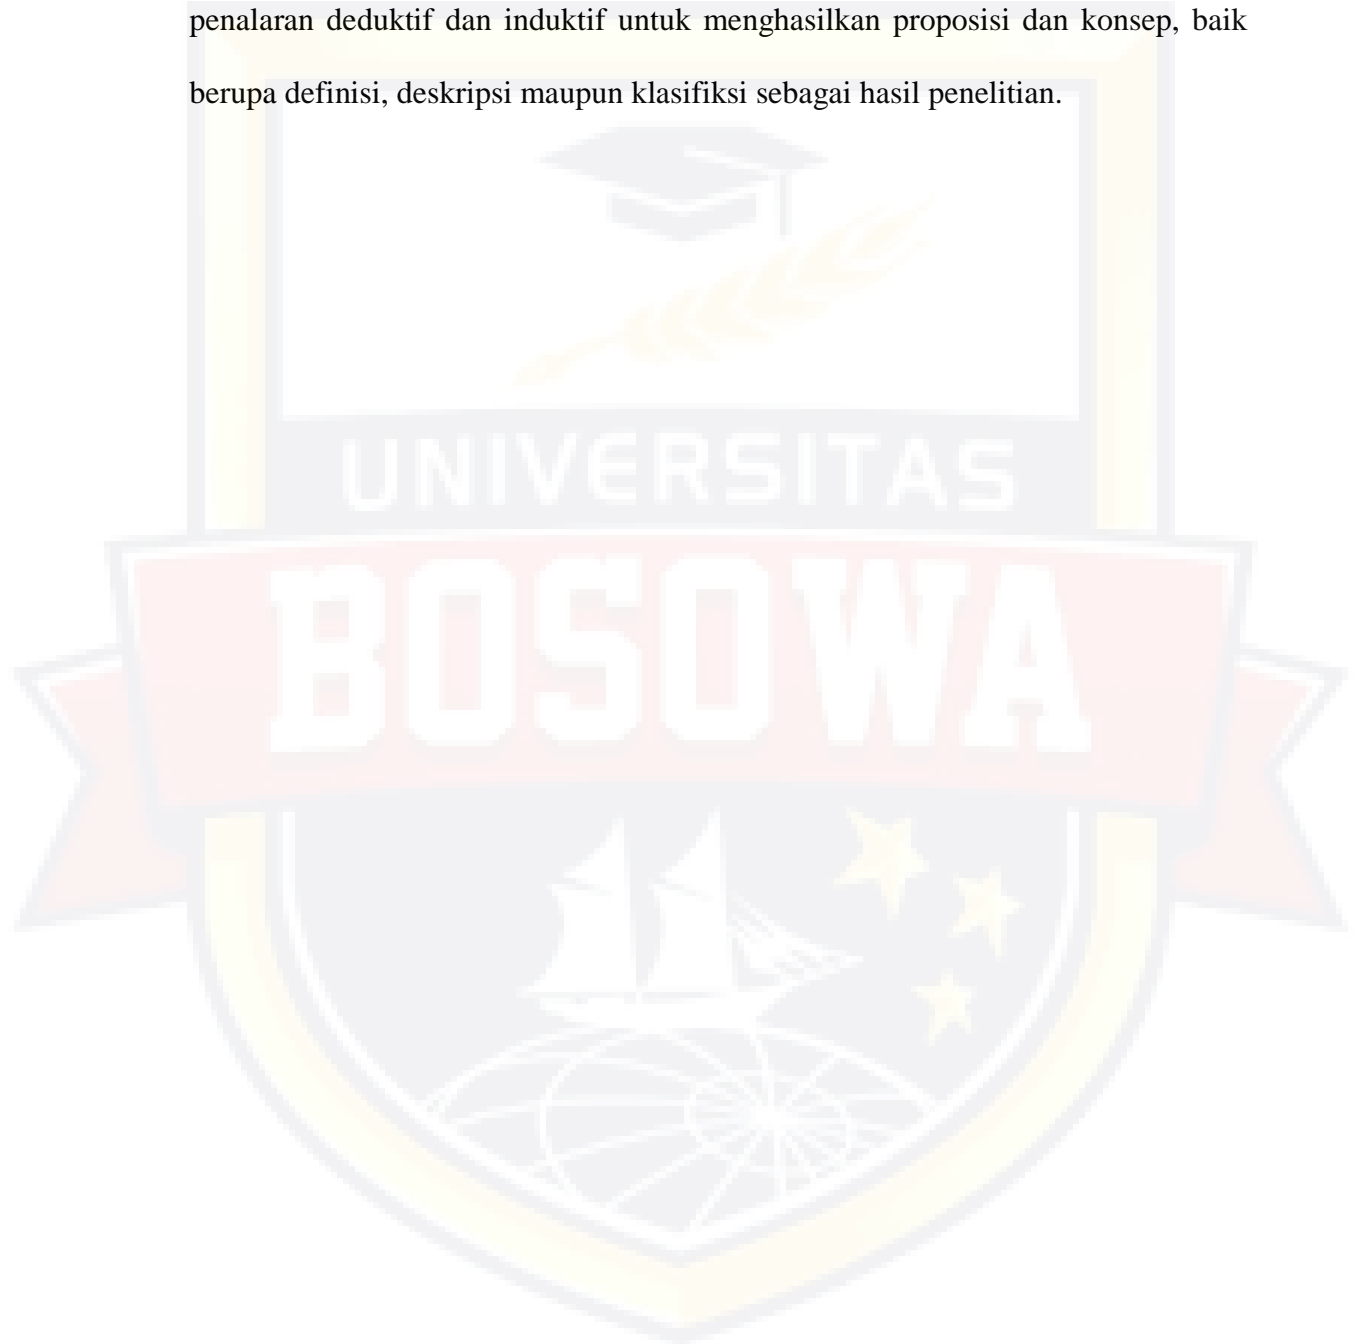 penalaran deduktif dan induktif untuk menghasilkan proposisi dan konsep, baik
berupa definisi, deskripsi maupun klasifiksi sebagai hasil penelitian.
UNIVERSITAS
BOSOWA